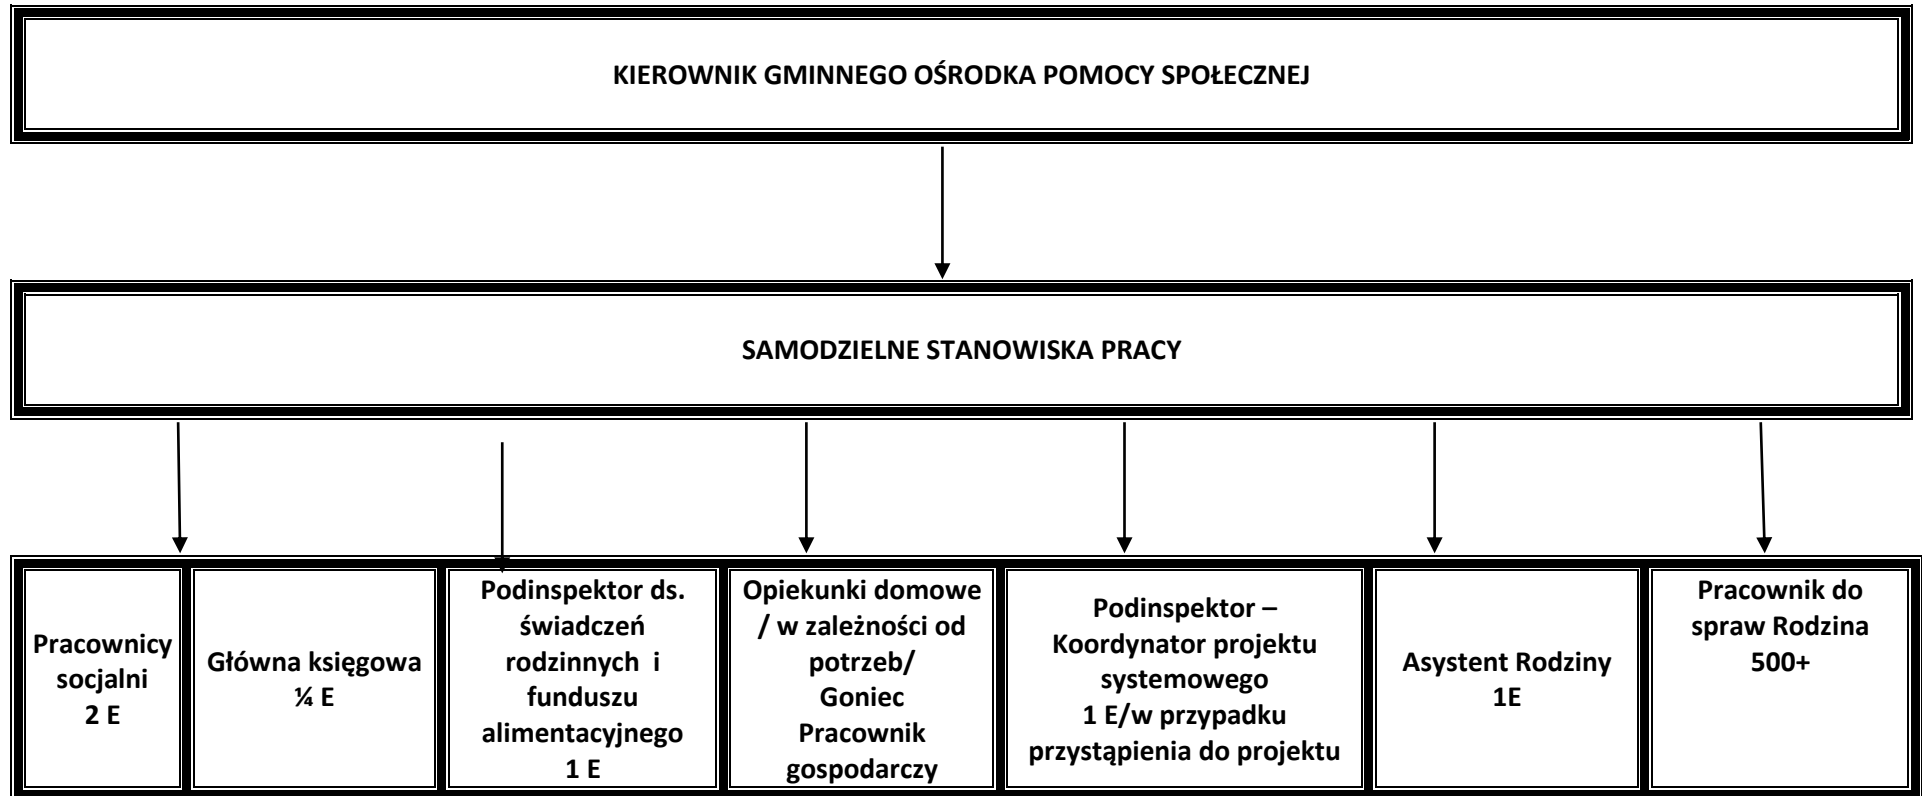 KIEROWNIK GMINNEGO OŚRODKA POMOCY SPOŁECZNEJ
SAMODZIELNE STANOWISKA PRACY
Pracownicy
socjalni
2 E
Główna księgowa
¼ E
Podinspektor ds.
świadczeń
rodzinnych i
funduszu
alimentacyjnego
1 E
Opiekunki domowe
/ w zależności od
potrzeb/
Goniec
Pracownik
gospodarczy
Podinspektor –
Koordynator projektu
systemowego
1 E/w przypadku
przystąpienia do projektu
Asystent Rodziny
1E
Pracownik do
spraw Rodzina
500+